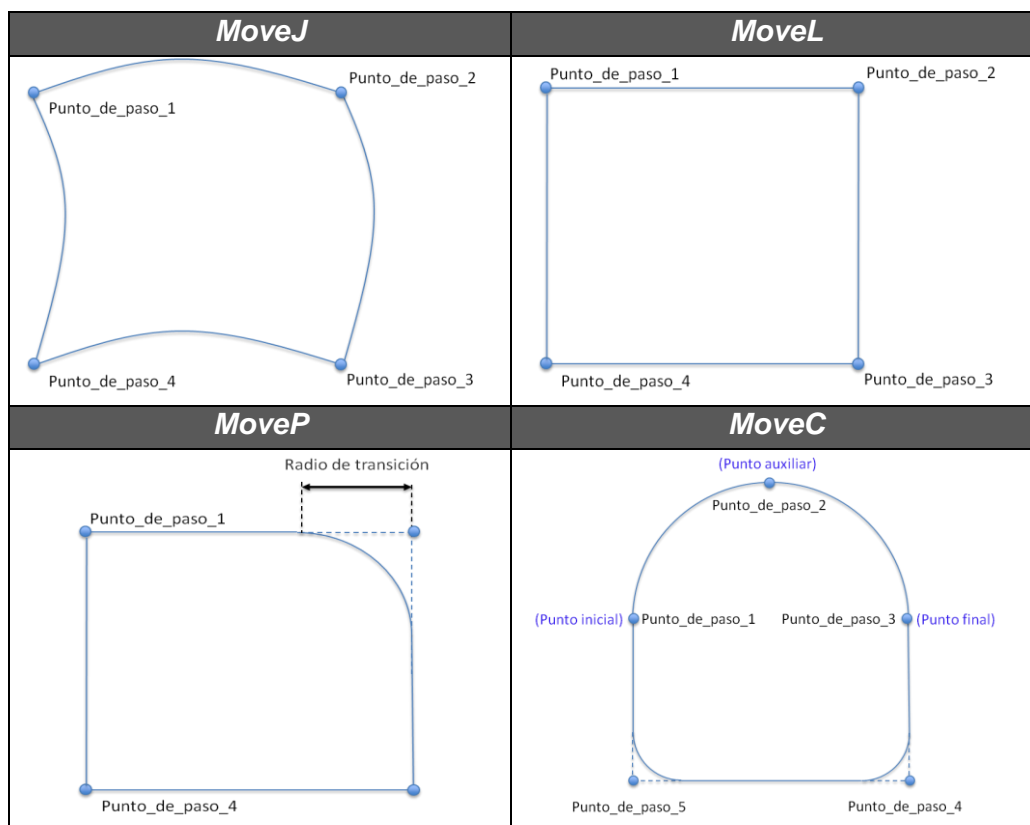 MoveJ
MoveL
Punto_de_paso_1
Punto_de_paso_2
Punto_de_paso_4
Punto_de_paso_3
Punto_de_paso_1
Punto_de_paso_2
Punto_de_paso_4
Punto_de_paso_3
MoveP
MoveC
Radio de transición
Punto_de_paso_1
Punto_de_paso_4
(Punto auxiliar)
Punto_de_paso_2
(Punto inicial) Punto_de_paso_1 Punto_de_paso_3 (Punto final)
Punto_de_paso_5
Punto_de_paso_4